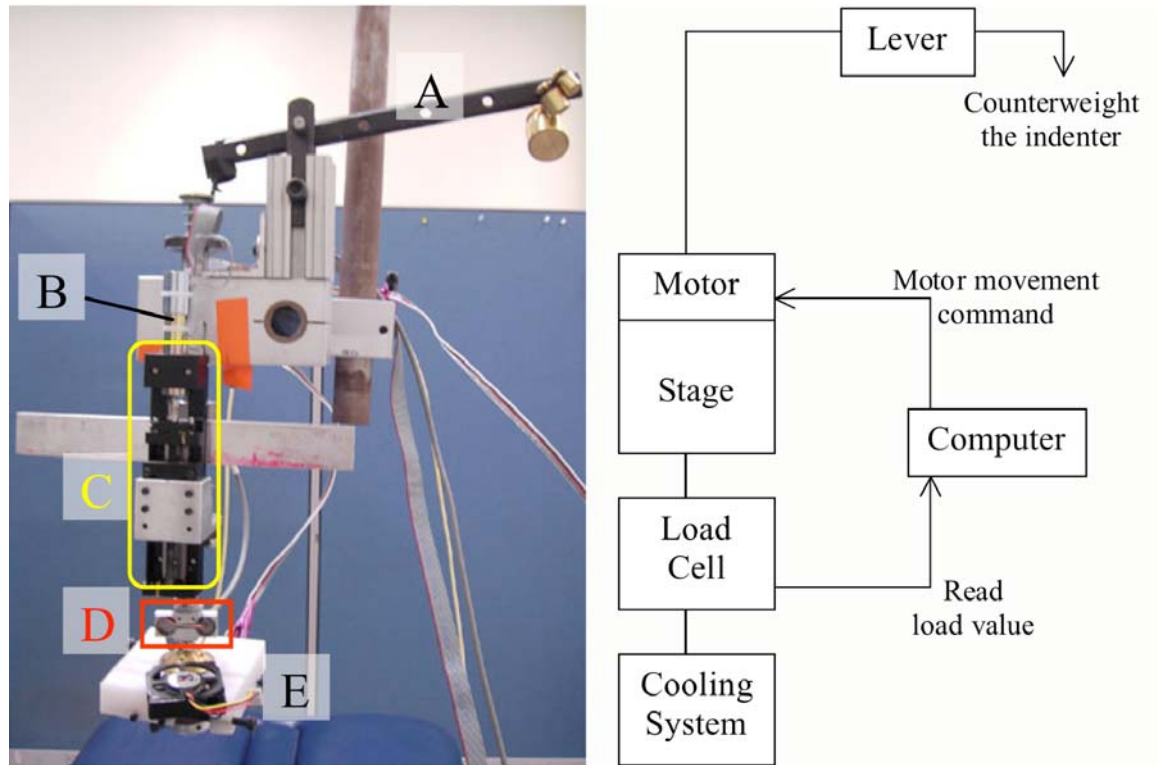 A
B
C
D
E
Lever
Counterweight
the indenter
Motor
Motor movement
command
Stage
Computer
Load
Cell
Read
load value
Cooling
System